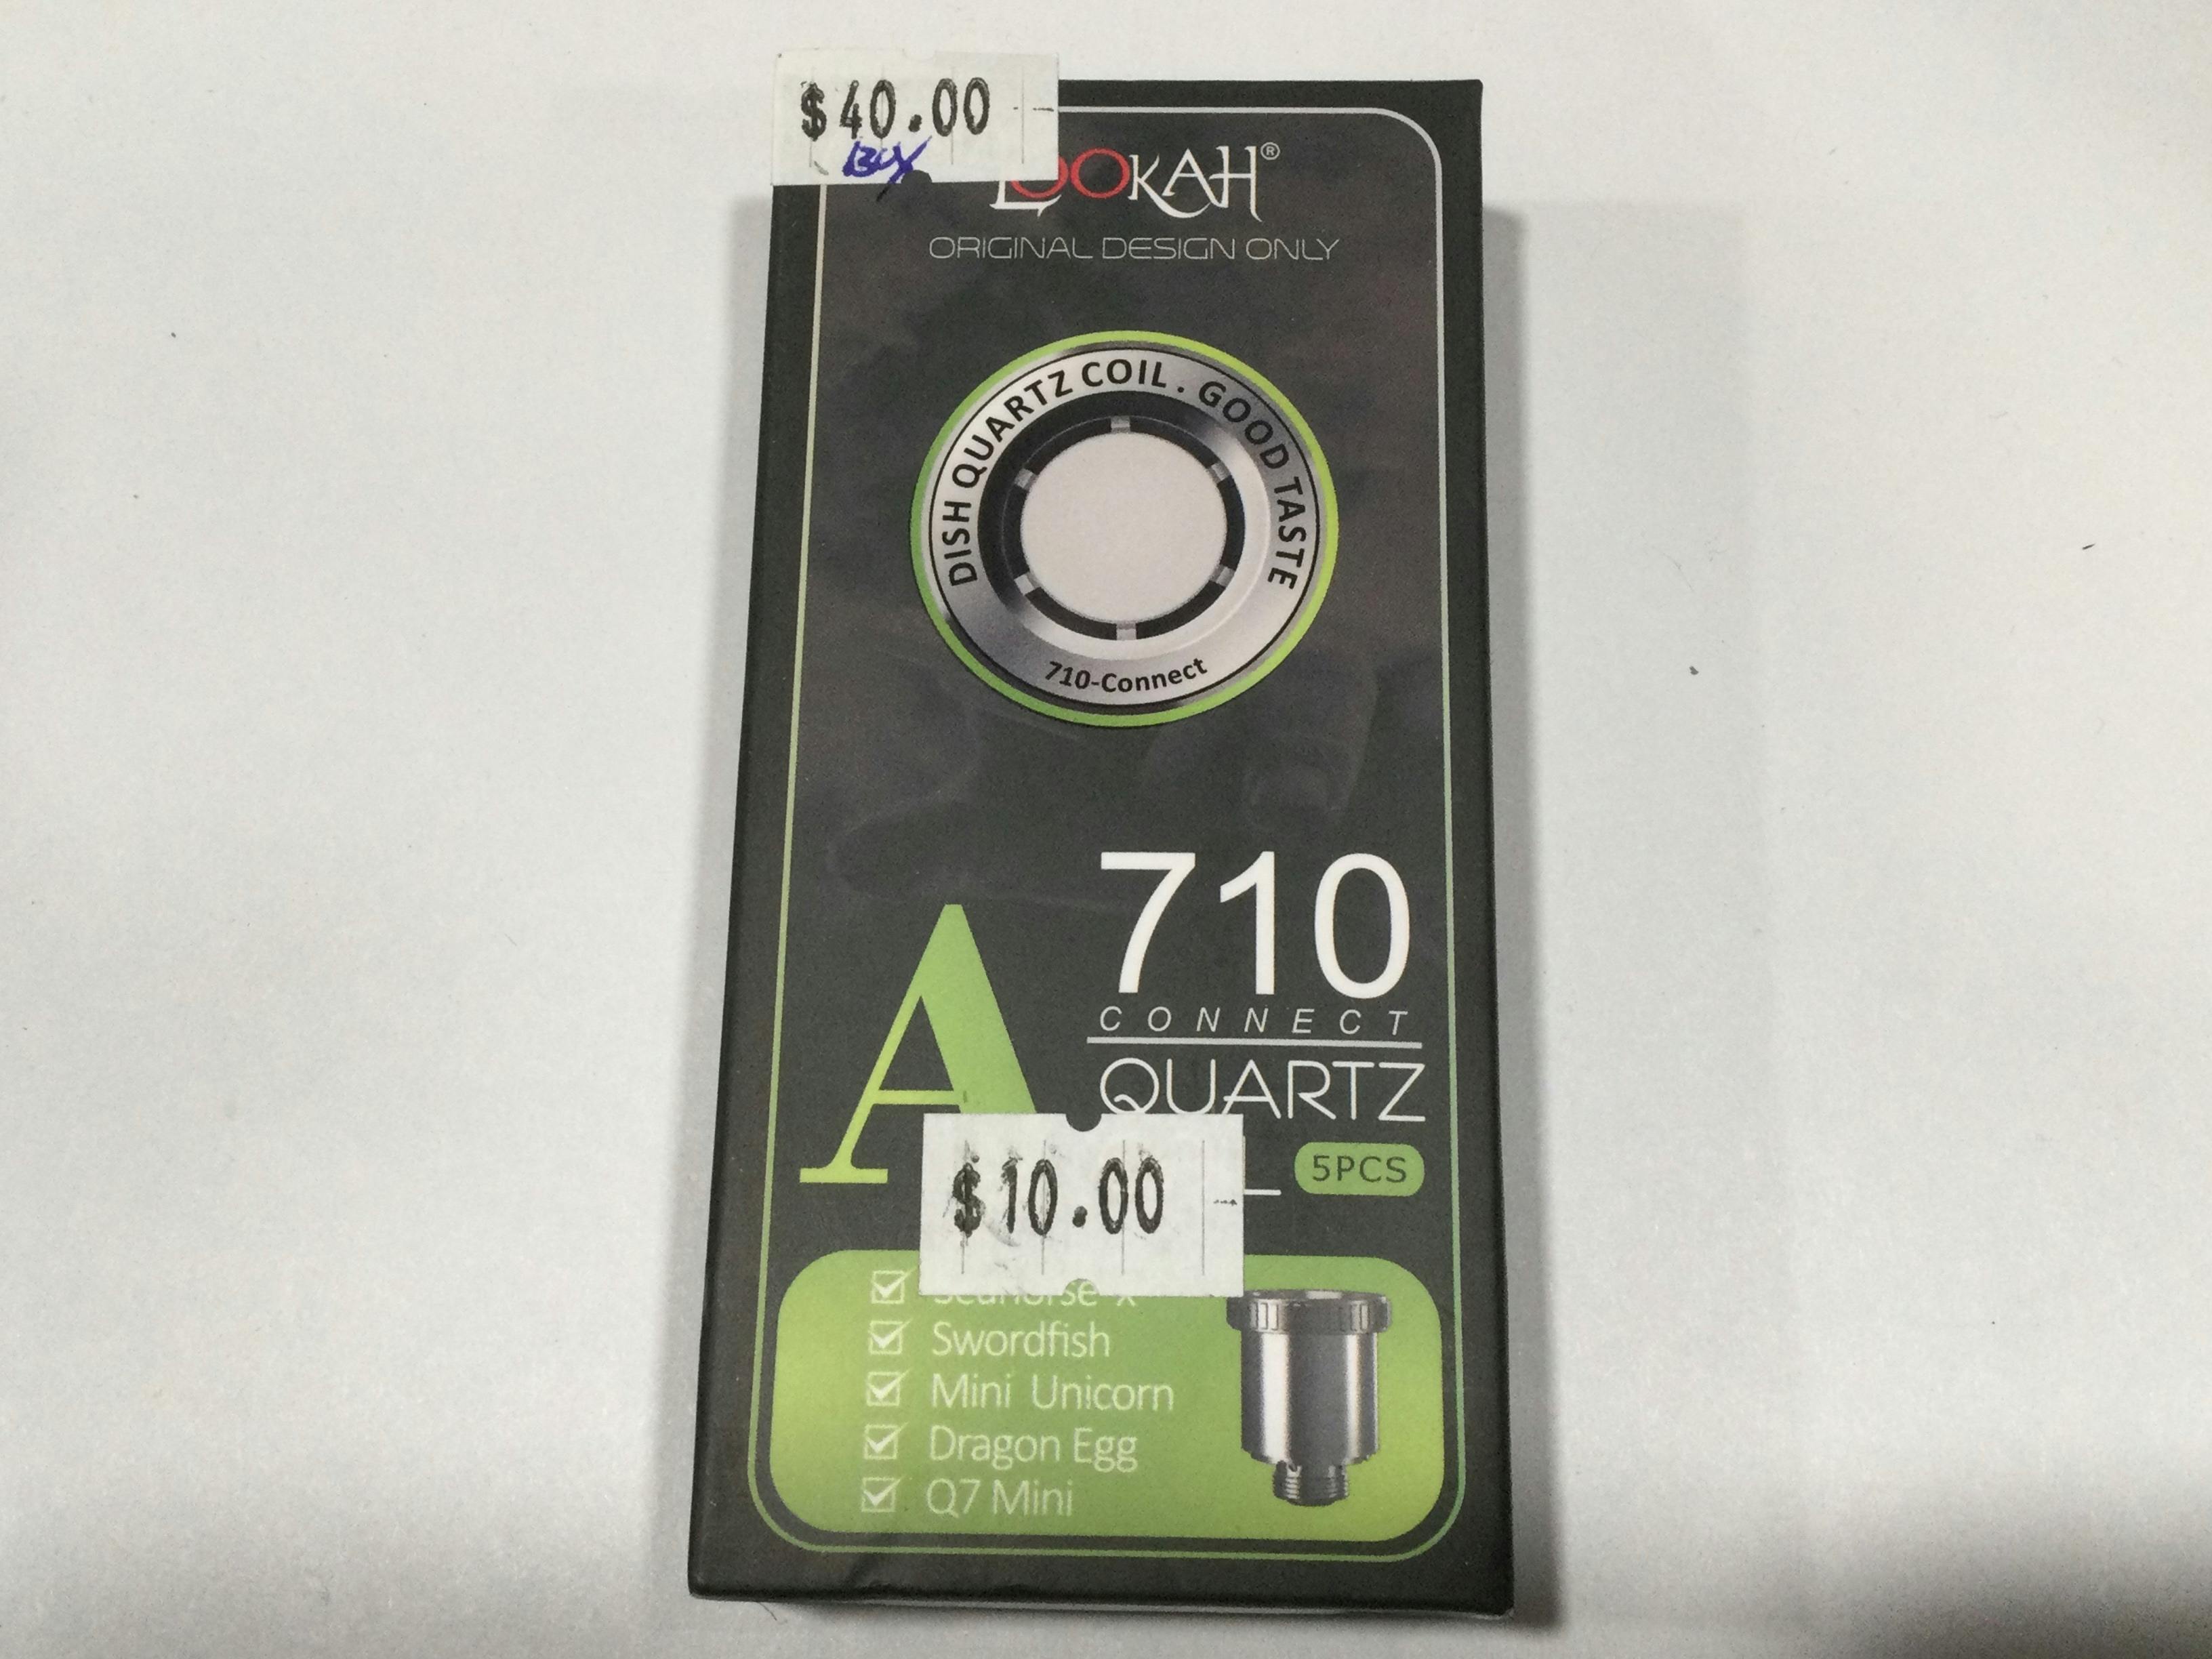 $40.00
BOX
LOOKAH®
ORIGINAL DESIGN ONLY
DISH QUARTZ COIL . GOOD TASTE
710-Connect
710
CONNECT
A
QUARTZ
5PCS
$10.00
Seahorse x
Swordfish
Mini Unicorn
Dragon Egg
Q7 Mini